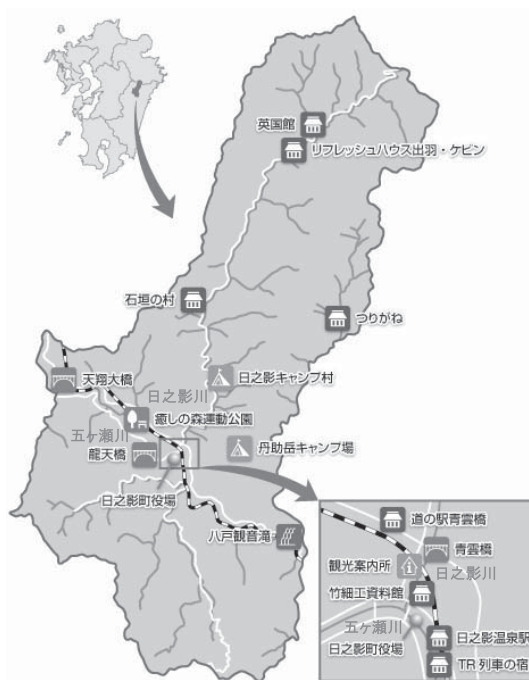 英国館
リフレッシュハウス出羽・ケビン
石垣の村
つりがね
天翔大橋
日之影キャンプ村
日之影川
癒しの森運動公園
五ヶ瀬川
龍天橋
丹助岳キャンプ場
日之影町役場
八戸観音滝
道の駅青雲橋
青雲橋
観光案内所
日之影川
竹細工資料館
五ヶ瀬川
日之影町役場
日之影温泉駅
TR 列車の宿